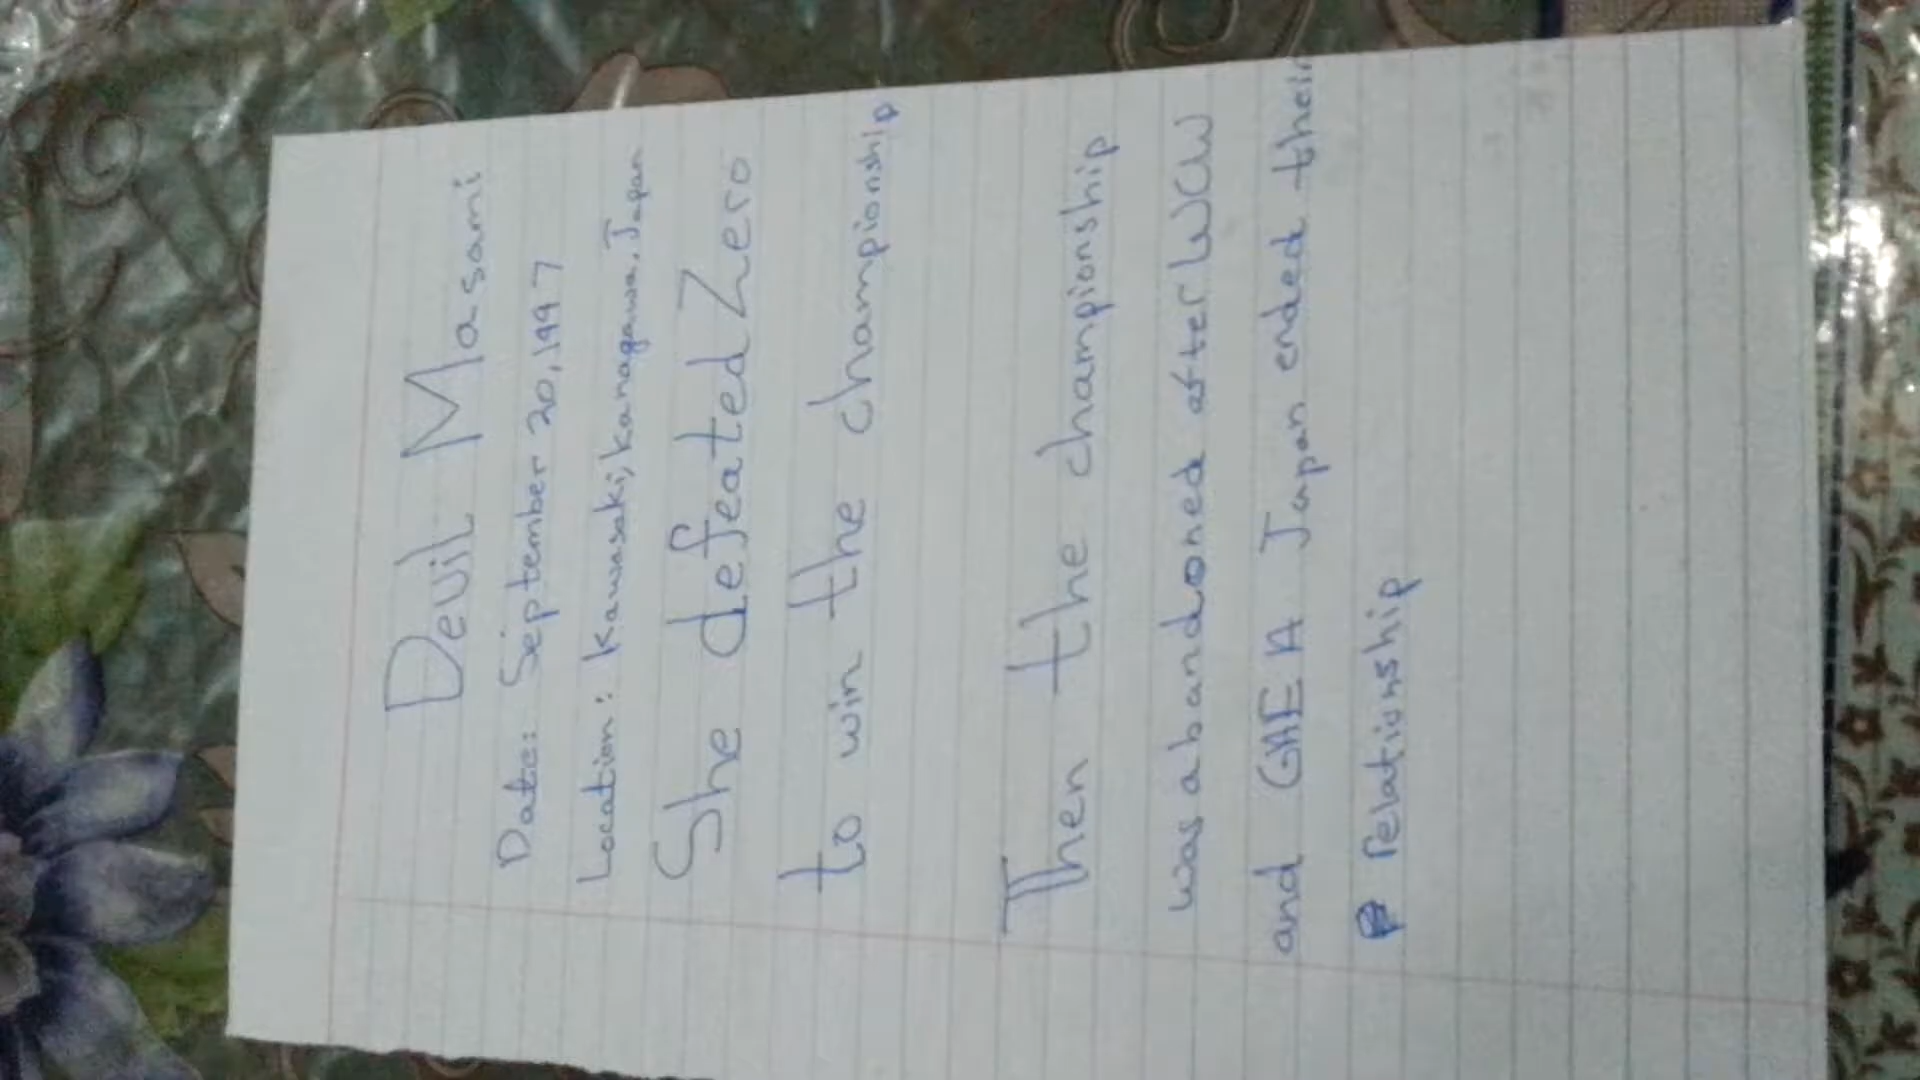 Devil Masami
Date: September 20, 1997
Location: Kawasaki, Kanagawa, Japan
She defeated Zero
to win the championship
Then the championship
was abandoned after WCW
and GAEA Japan ended their
relationship